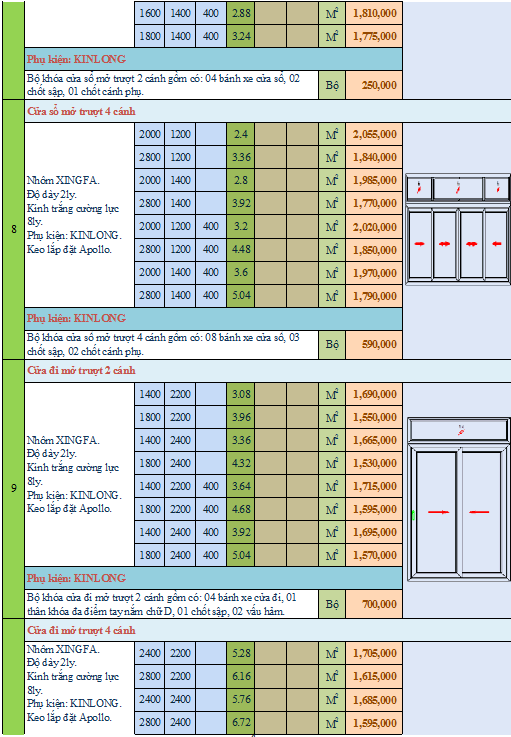 1600 1400 400 2.88 M² 1,810,000
1800 1400 400 3.24 M² 1,775,000
Phụ kiện: KINLONG
Bộ khóa cửa sổ mở trượt 2 cánh gồm có: 04 bánh xe cửa sổ, 02
chốt sập, 01 chốt cánh phụ.
Bộ 250,000
8
Cửa sổ mở trượt 4 cánh
Nhôm XINGFA.
Độ dày 2ly.
Kính trắng cường lực
8ly.
Phụ kiện: KINLONG.
Keo lắp đặt Apollo.
2000 1200 2.4 M² 2,055,000
2800 1200 3.36 M² 1,840,000
2000 1400 2.8 M² 1,985,000
2800 1400 3.92 M² 1,770,000
2000 1200 400 3.2 M² 2,020,000
2800 1200 400 4.48 M² 1,850,000
2000 1400 400 3.6 M² 1,970,000
2800 1400 400 5.04 M² 1,790,000
Phụ kiện: KINLONG
Bộ khóa cửa sổ mở trượt 4 cánh gồm có: 08 bánh xe cửa sổ, 03
chốt sập, 02 chốt cánh phụ.
Bộ 590,000
9
Cửa đi mở trượt 2 cánh
Nhôm XINGFA.
Độ dày 2ly.
Kính trắng cường lực
8ly.
Phụ kiện: KINLONG.
Keo lắp đặt Apollo.
1400 2200 3.08 M² 1,690,000
1800 2200 3.96 M² 1,550,000
1400 2400 3.36 M² 1,665,000
1800 2400 4.32 M² 1,530,000
1400 2200 400 3.64 M² 1,715,000
1800 2200 400 4.68 M² 1,595,000
1400 2400 400 3.92 M² 1,695,000
1800 2400 400 5.04 M² 1,570,000
Phụ kiện: KINLONG
Bộ khóa cửa đi mở trượt 2 cánh gồm có: 04 bánh xe cửa đi, 01
thân khóa đa điểm tay nắm chữ D, 01 chốt sập, 02 vấu hãm.
Bộ 700,000
Cửa đi mở trượt 4 cánh
Nhôm XINGFA.
Độ dày 2ly.
Kính trắng cường lực
8ly.
Phụ kiện: KINLONG.
Keo lắp đặt Apollo.
2400 2200 5.28 M² 1,705,000
2800 2200 6.16 M² 1,615,000
2400 2400 5.76 M² 1,685,000
2800 2400 6.72 M² 1,595,000